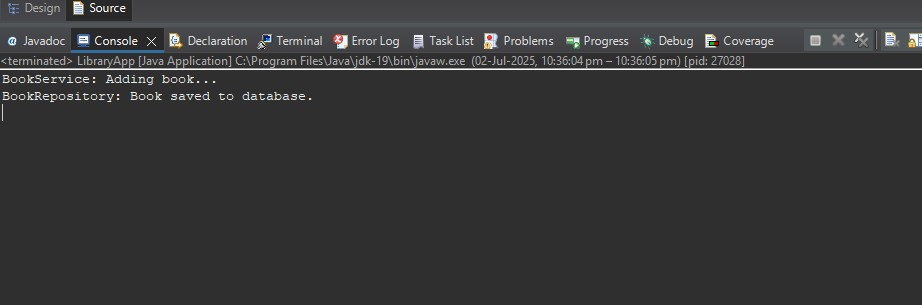 Design Source
@ Javadoc Console Declaration Terminal Error Log Task List Problems Progress Debug Coverage
<terminated> LibraryApp [Java Application] C:\Program Files\Java\jdk-19\bin\javaw.exe (02-Jul-2025, 10:36:04 pm – 10:36:05 pm) [pid: 27028]
BookService: Adding book...
BookRepository: Book saved to database.